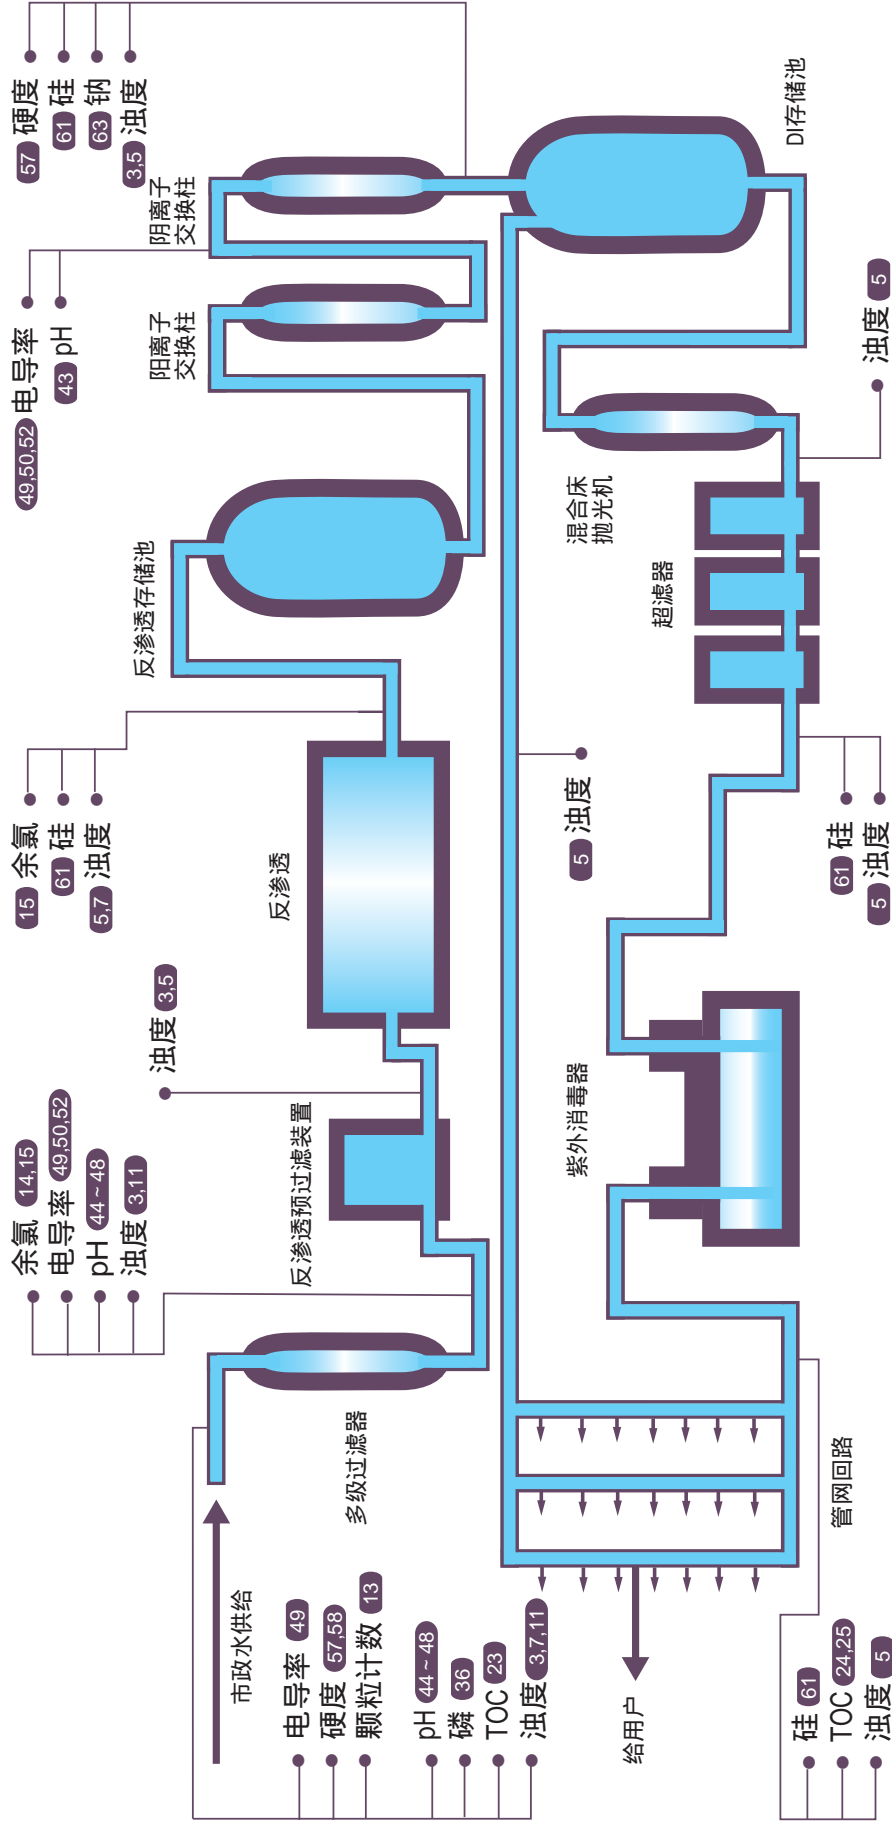 市政水供给
电导率 49
硬度 57,58
颗粒计数 13
pH 44~48
磷 36
TOC 23
浊度 3,7,11
多级过滤器
余氯 14,15
电导率 49,50,52
pH 44~48
浊度 3,11
反渗透预过滤装置
浊度 3,5
反渗透
15 余氯
61 硅
5,7 浊度
反渗透存储池
49,50,52 电导率
43 pH
阳离子
交换柱
阴离子
交换柱
57 硬度
61 硅
63 钠
3,5 浊度
DI存储池
混合床
抛光机
浊度 5
超滤器
61 硅
5 浊度
5 浊度
紫外消毒器
管网回路
给用户
硅 61
TOC 24,25
浊度 5